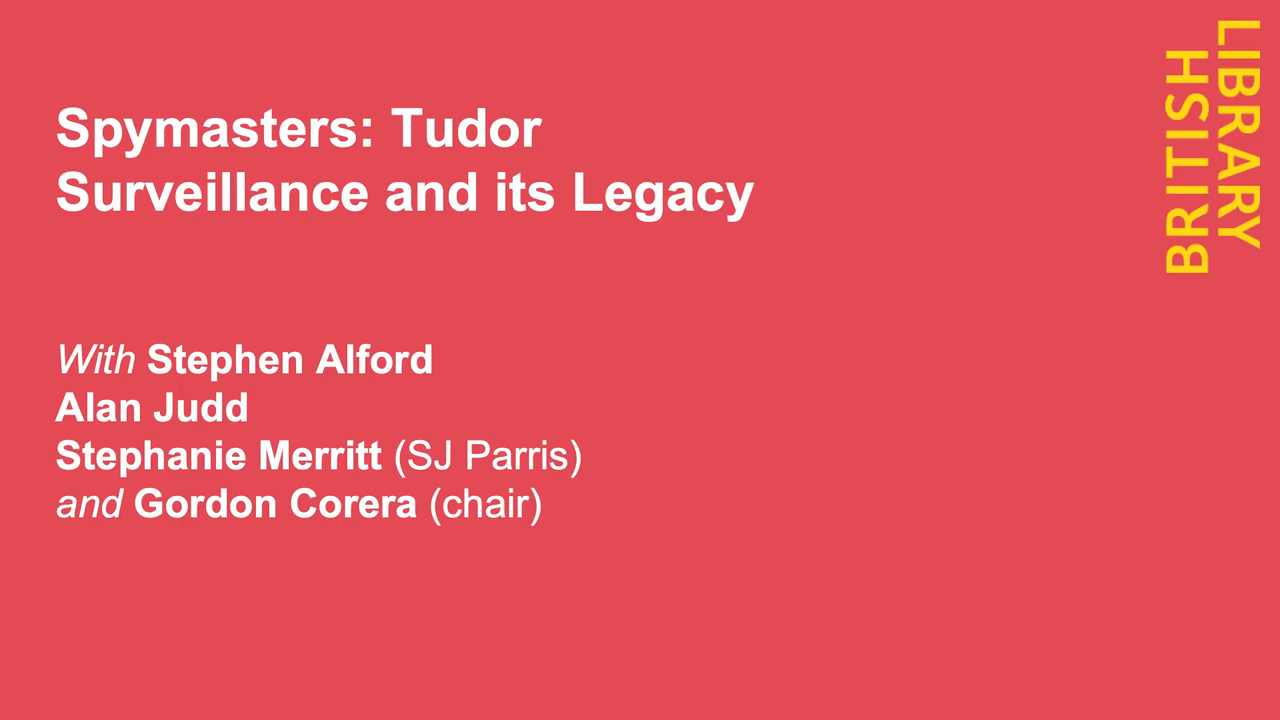 Spymasters: Tudor
Surveillance and its Legacy
With Stephen Alford
Alan Judd
Stephanie Merritt (SJ Parris)
and Gordon Corera (chair)
BRITISH
LIBRARY